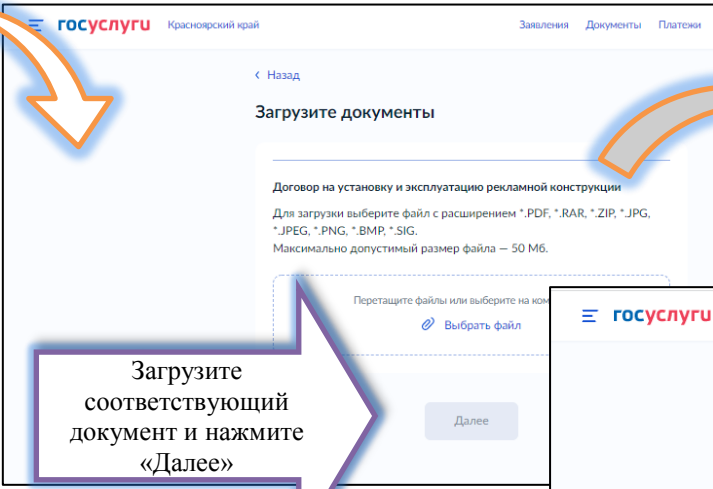 госуслуги Красноярский край Заявления Документы Платежи
Назад
Загрузите документы
Договор на установку и эксплуатацию рекламной конструкции
Для загрузки выберите файл с расширением *.PDF, *.RAR, *.ZIP, *.JPG,
*.JPEG, *.PNG, *.BMP, *.SIG.
Максимально допустимый размер файла — 50 Мб.
Перетащите файлы или выберите на
Выбрать файл
госуслуги
Далее
Загрузите
соответствующий
документ и нажмите
«Далее»